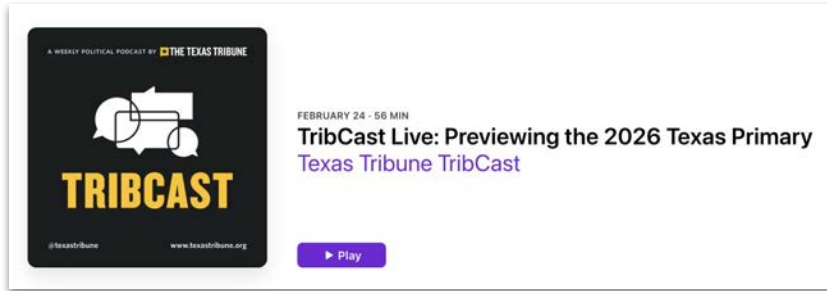 A WEEKLY POLITICAL PODCAST BY THE TEXAS TRIBUNE
TRIBCAST
@texastribune www.texastribune.org
FEBRUARY 24 · 56 MIN
TribCast Live: Previewing the 2026 Texas Primary
Texas Tribune TribCast
Play